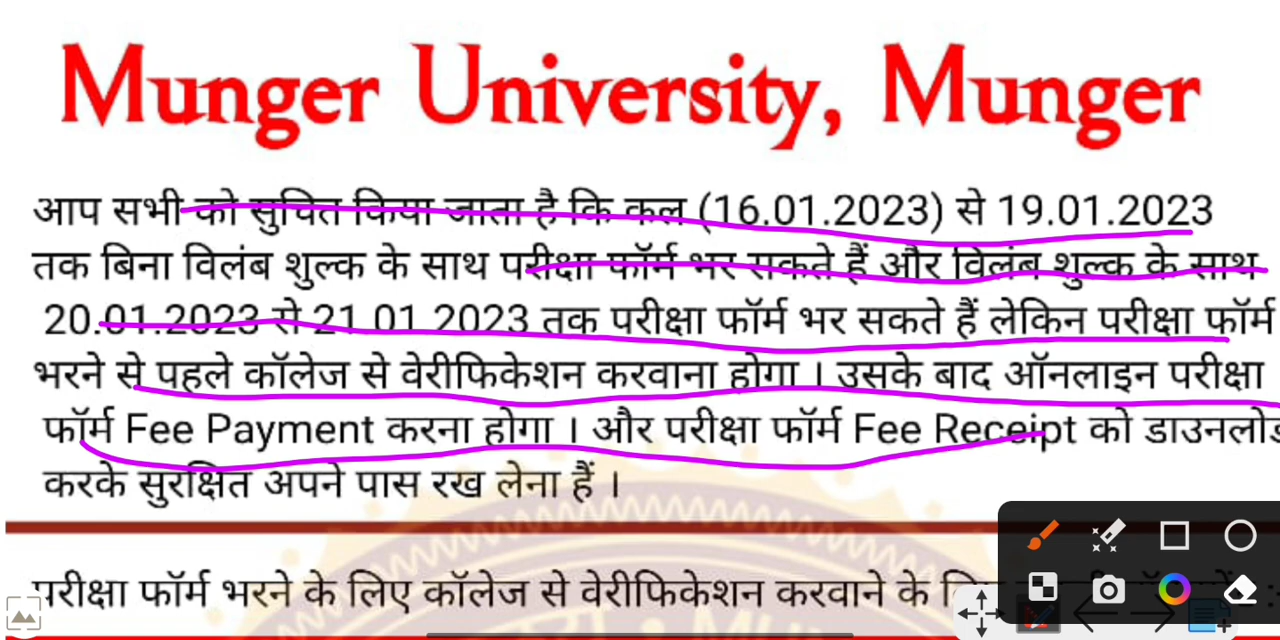 Munger University, Munger
आप सभी को सुचित किया जाता है कि कल (16.01.2023) से 19.01.2023
तक बिना विलंब शुल्क के साथ परीक्षा फॉर्म भर सकते हैं और विलंब शुल्क के साथ
20.01.2023 से 21.01.2023 तक परीक्षा फॉर्म भर सकते हैं लेकिन परीक्षा फॉर्म
भरने से पहले कॉलेज से वेरीफिकेशन करवाना होगा । उसके बाद ऑनलाइन परीक्षा
फॉर्म Fee Payment करना होगा । और परीक्षा फॉर्म Fee Receipt को डाउनलोड
करके सुरक्षित अपने पास रख लेना हैं ।
परीक्षा फॉर्म भरने के लिए कॉलेज से वेरीफिकेशन करवाने के